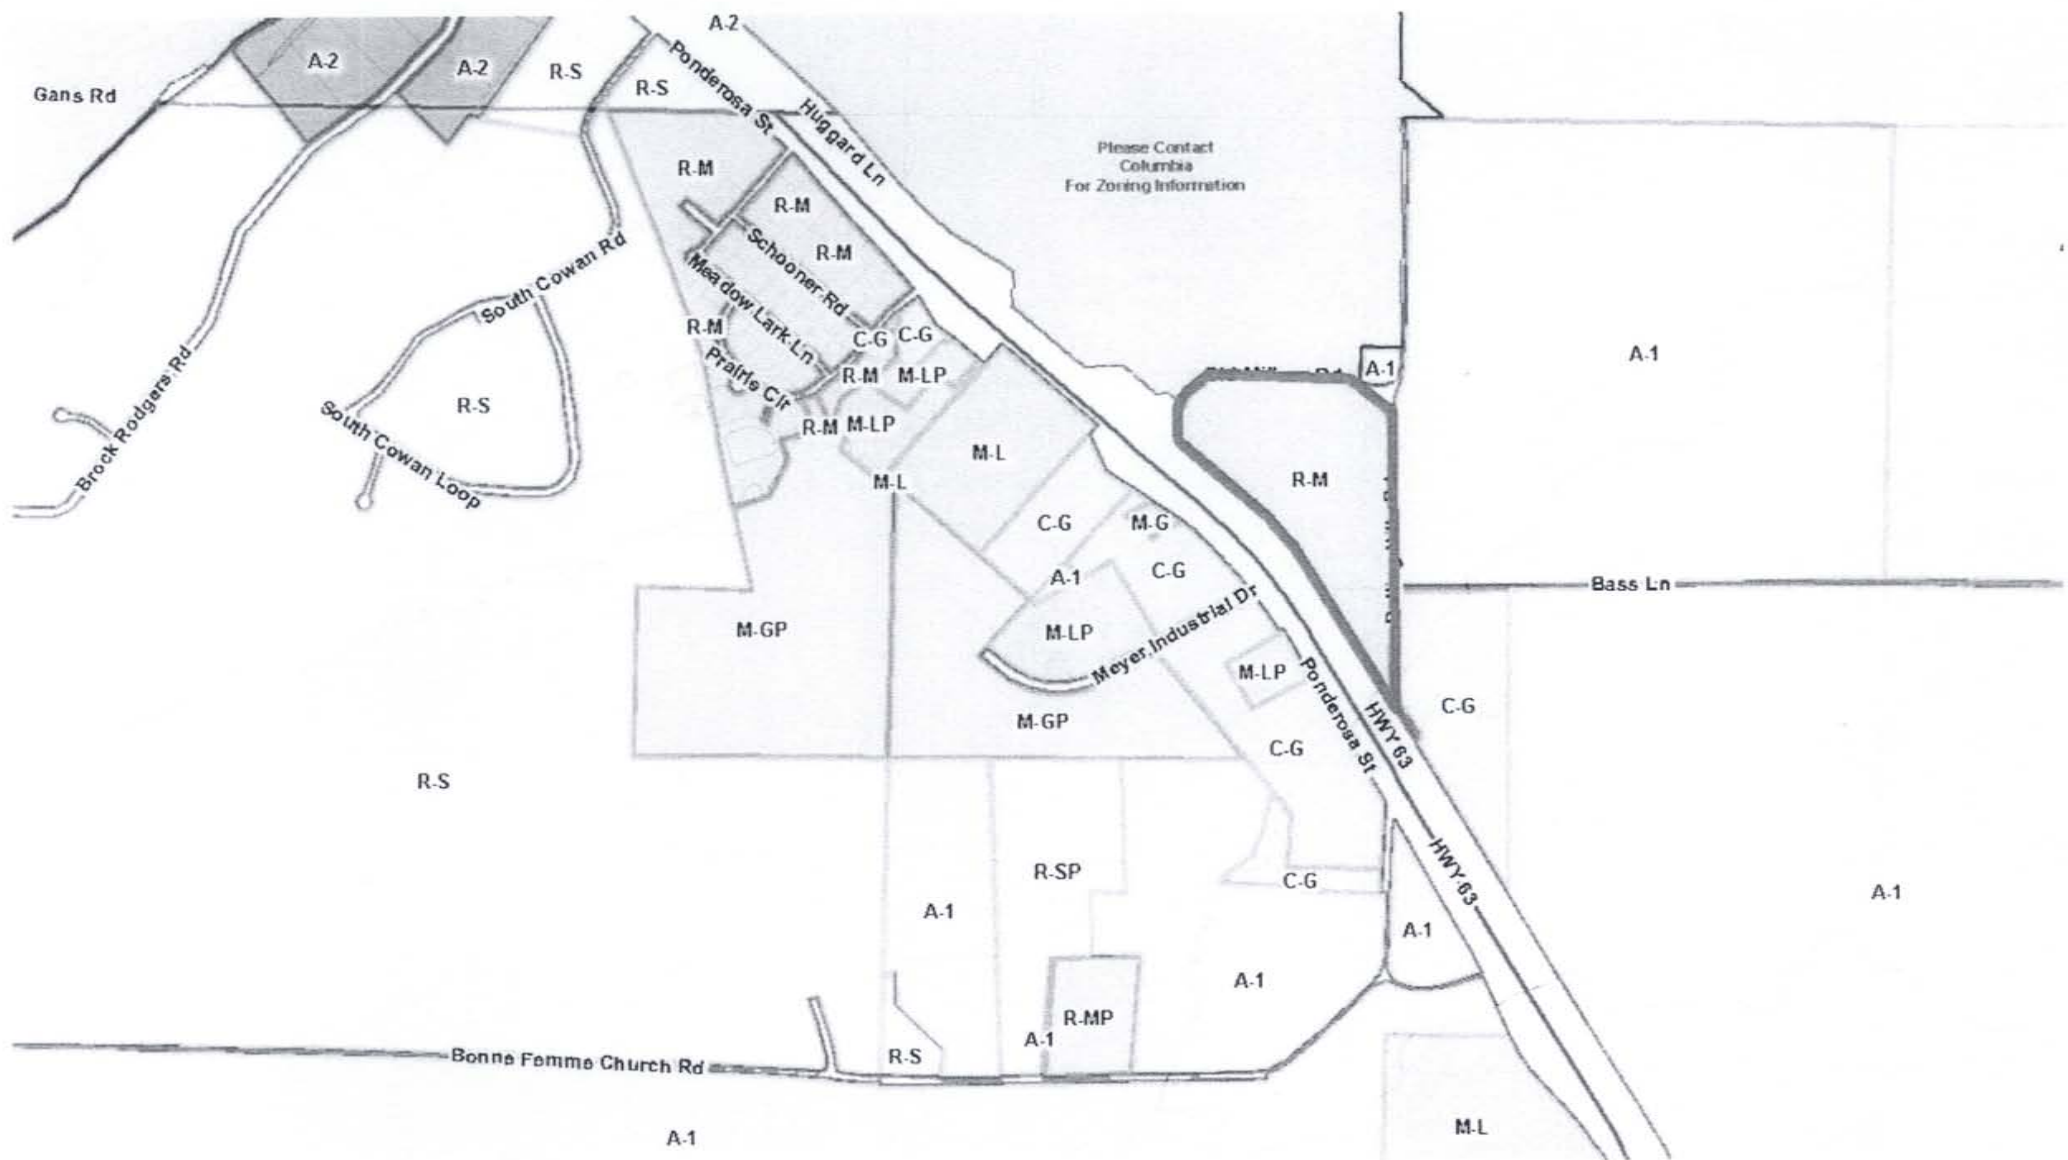 A-2
A-2
A-2
R-S
R-S
Gans Rd
Ponderosa St
Huggard Ln
Please Contact
Columbia
For Zoning Information
R-M
R-M
R-M
Schooner Rd
Meadow Lark Ln
South Cowan Rd
R-M
Prairie Cir
C-G
C-G
R-M
M-LP
A-1
A-1
Brock Rodgers Rd
R-S
South Cowan Loop
R-M
M-LP
M-L
M-L
R-M
C-G
M-G
C-G
A-1
Bass Ln
M-GP
M-LP
Meyer Industrial Dr
M-LP
Ponderosa St
HWY 63
C-G
M-GP
C-G
R-S
R-SP
C-G
HWY 63
A-1
A-1
A-1
A-1
R-MP
A-1
R-S
Bonne Femme Church Rd
A-1
M-L